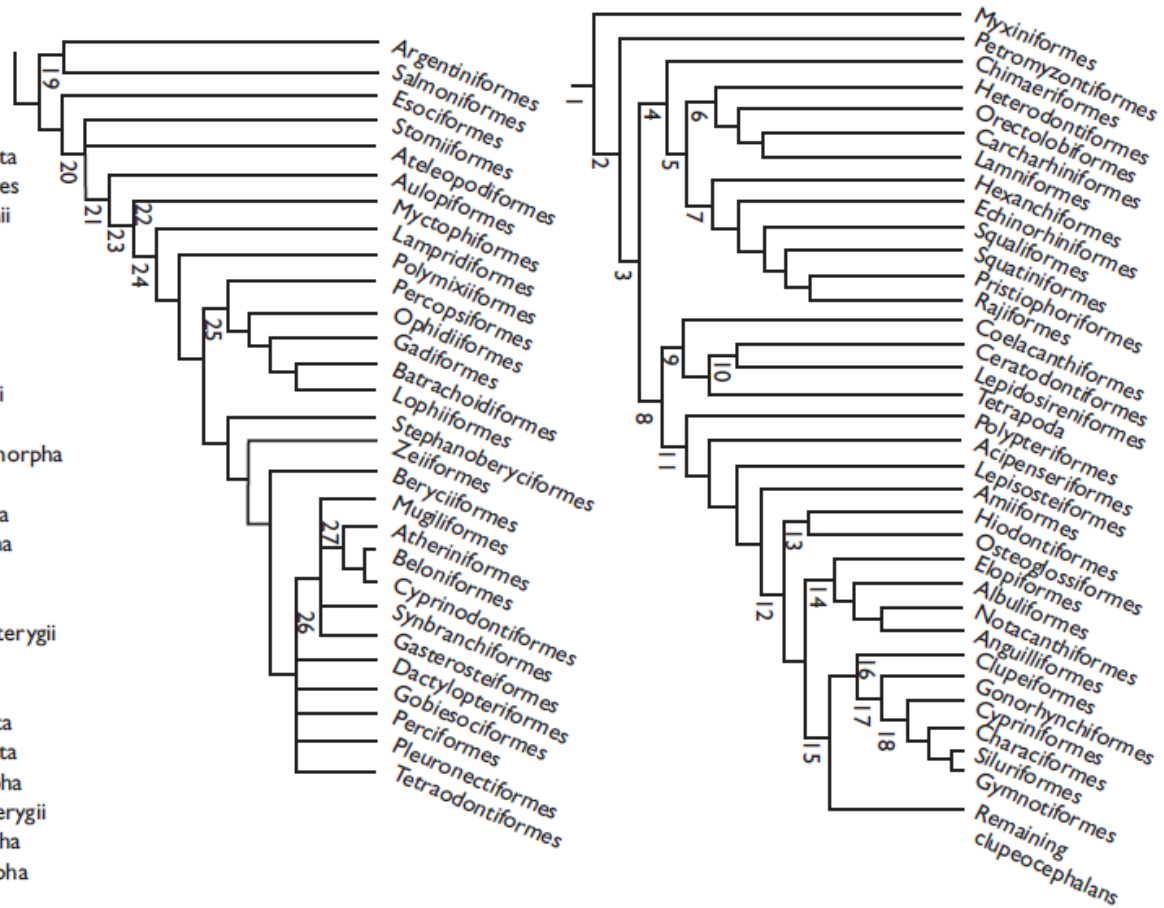 ta
es
ii
i
norpha
a
na
terygii
ta
ta
pha
erygii
ha
oha
19
20
21
22
23
24
25
26
27
Argentiniformes
Salmoniformes
Esociformes
Stomiiformes
Ateleopodiformes
Aulopiformes
Myctophiformes
Lampridiformes
Polymixiiformes
Percopsiformes
Ophidiiformes
Gadiformes
Batrachoidiformes
Lophiiformes
Stephanoberyciformes
Zeiiformes
Beryciiformes
Mugiliformes
Atheriniformes
Beloniformes
Cyprinodontiformes
Synbranchiformes
Gasterosteiformes
Dactylopteriformes
Gobiesociformes
Perciformes
Pleuronectiformes
Tetraodontiformes
1
2
3
4
5
6
7
8
9
10
11
12
13
14
15
16
17
18
Myxiniformes
Petromyzontiformes
Chimaeriformes
Heterodontiformes
Orectolobiformes
Carcharhiniformes
Lamniformes
Hexanchiformes
Echinorhiniformes
Squaliformes
Squatiniformes
Pristiophoriformes
Rajiformes
Coelacanthiformes
Ceratodontiformes
Lepidosireniformes
Tetrapoda
Polypteriformes
Acipenseriformes
Lepisosteiformes
Amiiformes
Hiodontiformes
Osteoglossiformes
Elopiformes
Albuliformes
Notacanthiformes
Anguilliformes
Clupeiformes
Gonorhynchiformes
Cypriniformes
Characiformes
Siluriformes
Gymnotiformes
Remaining
clupeocephalans